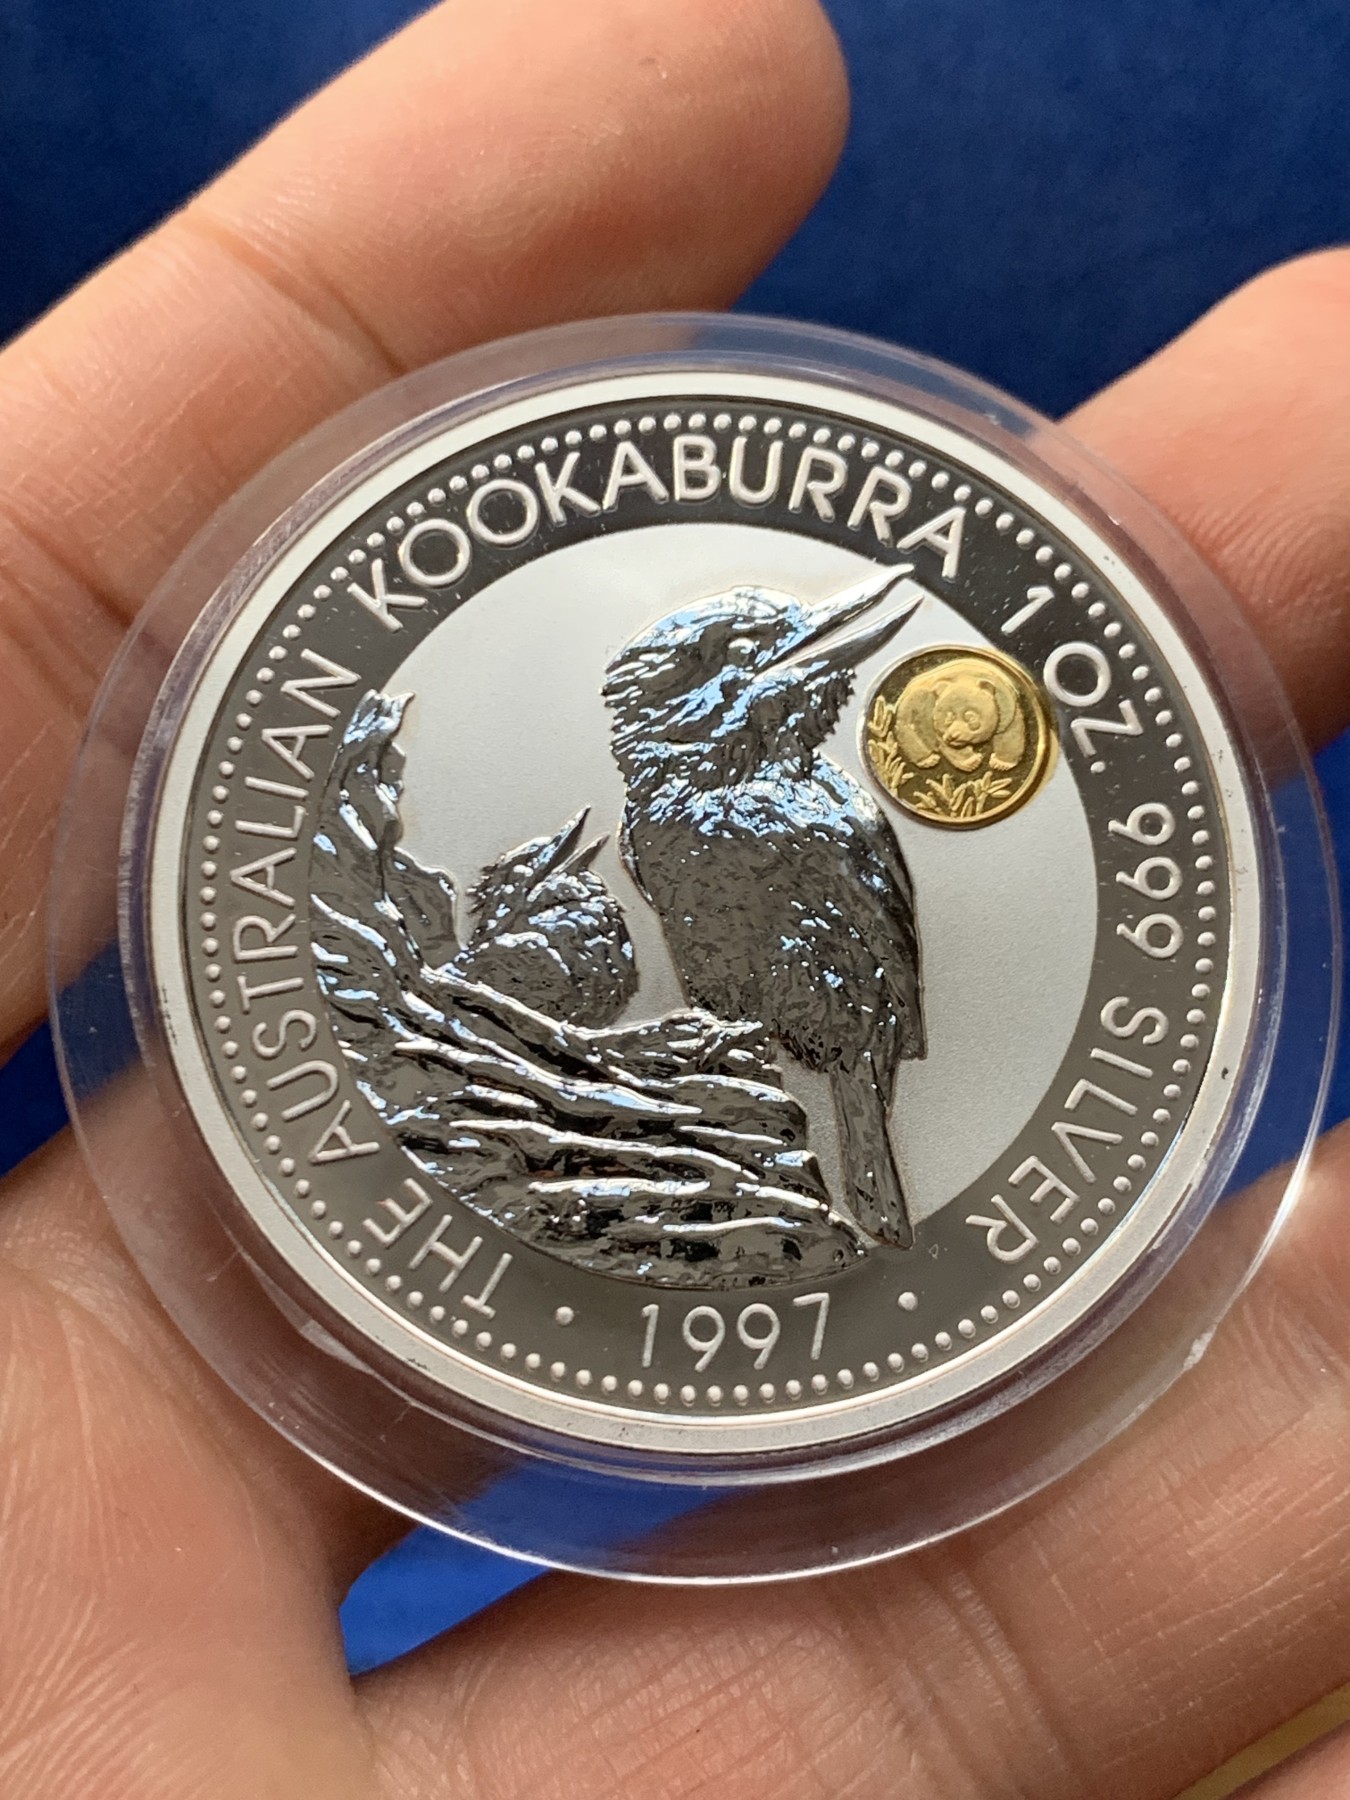 THE AUSTRALIAN KOOKABURRA 1 OZ. 999 SILVER
· 1997 ·